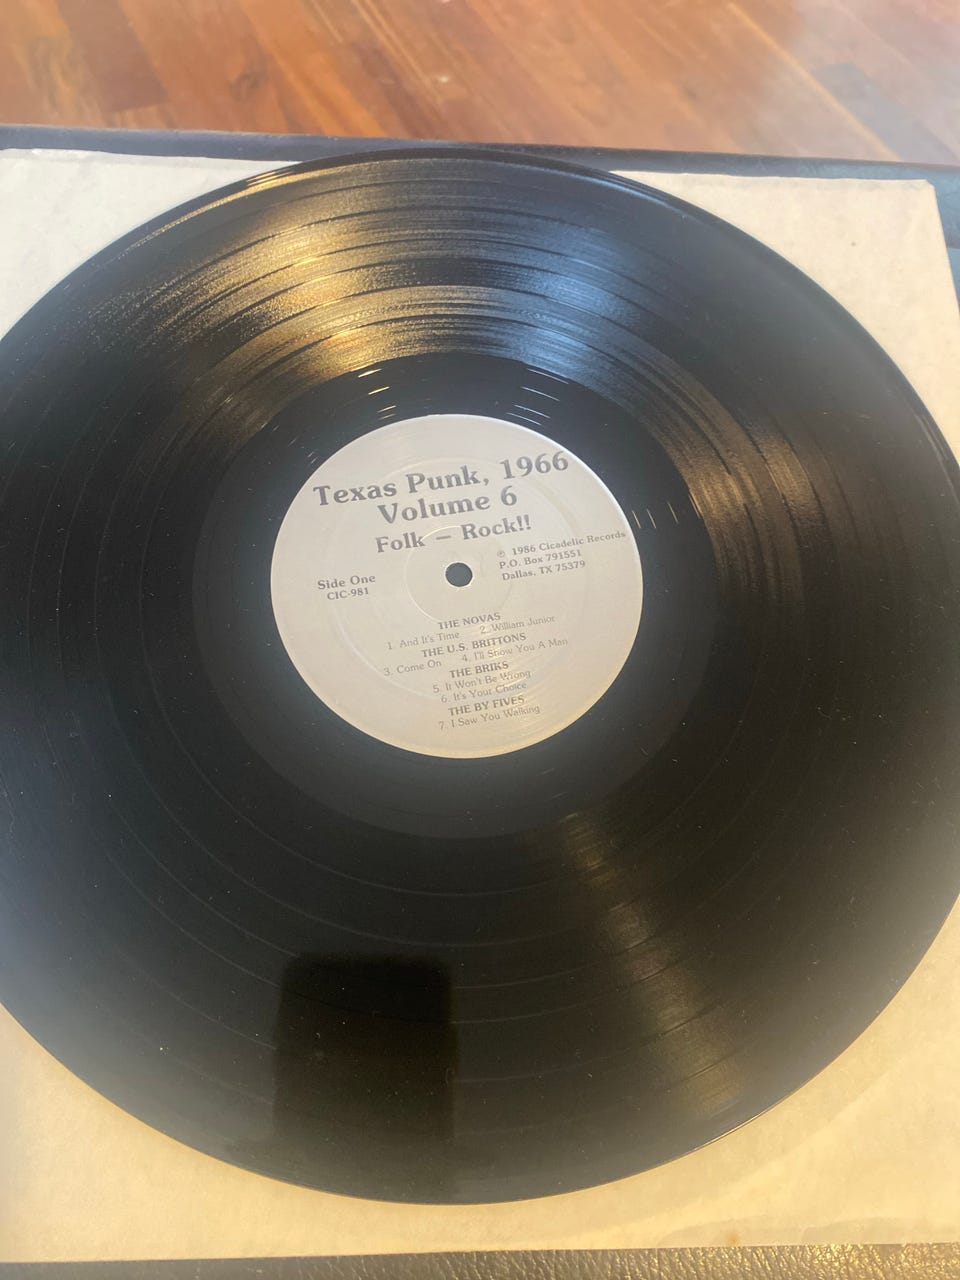 Texas Punk, 1966
Volume 6
Folk – Rock!!
Side One
CIC-981
℗ 1986 Cicadelic Records
P.O. Box 791551
Dallas, TX 75379
THE NOVAS
1. And It's Time 2. William Junior
THE U.S. BRITTONS
3. Come On 4. I'll Show You A Man
THE BRIKS
5. It Won't Be Wrong
6. It's Your Choice
THE BY FIVES
7. I Saw You Walking